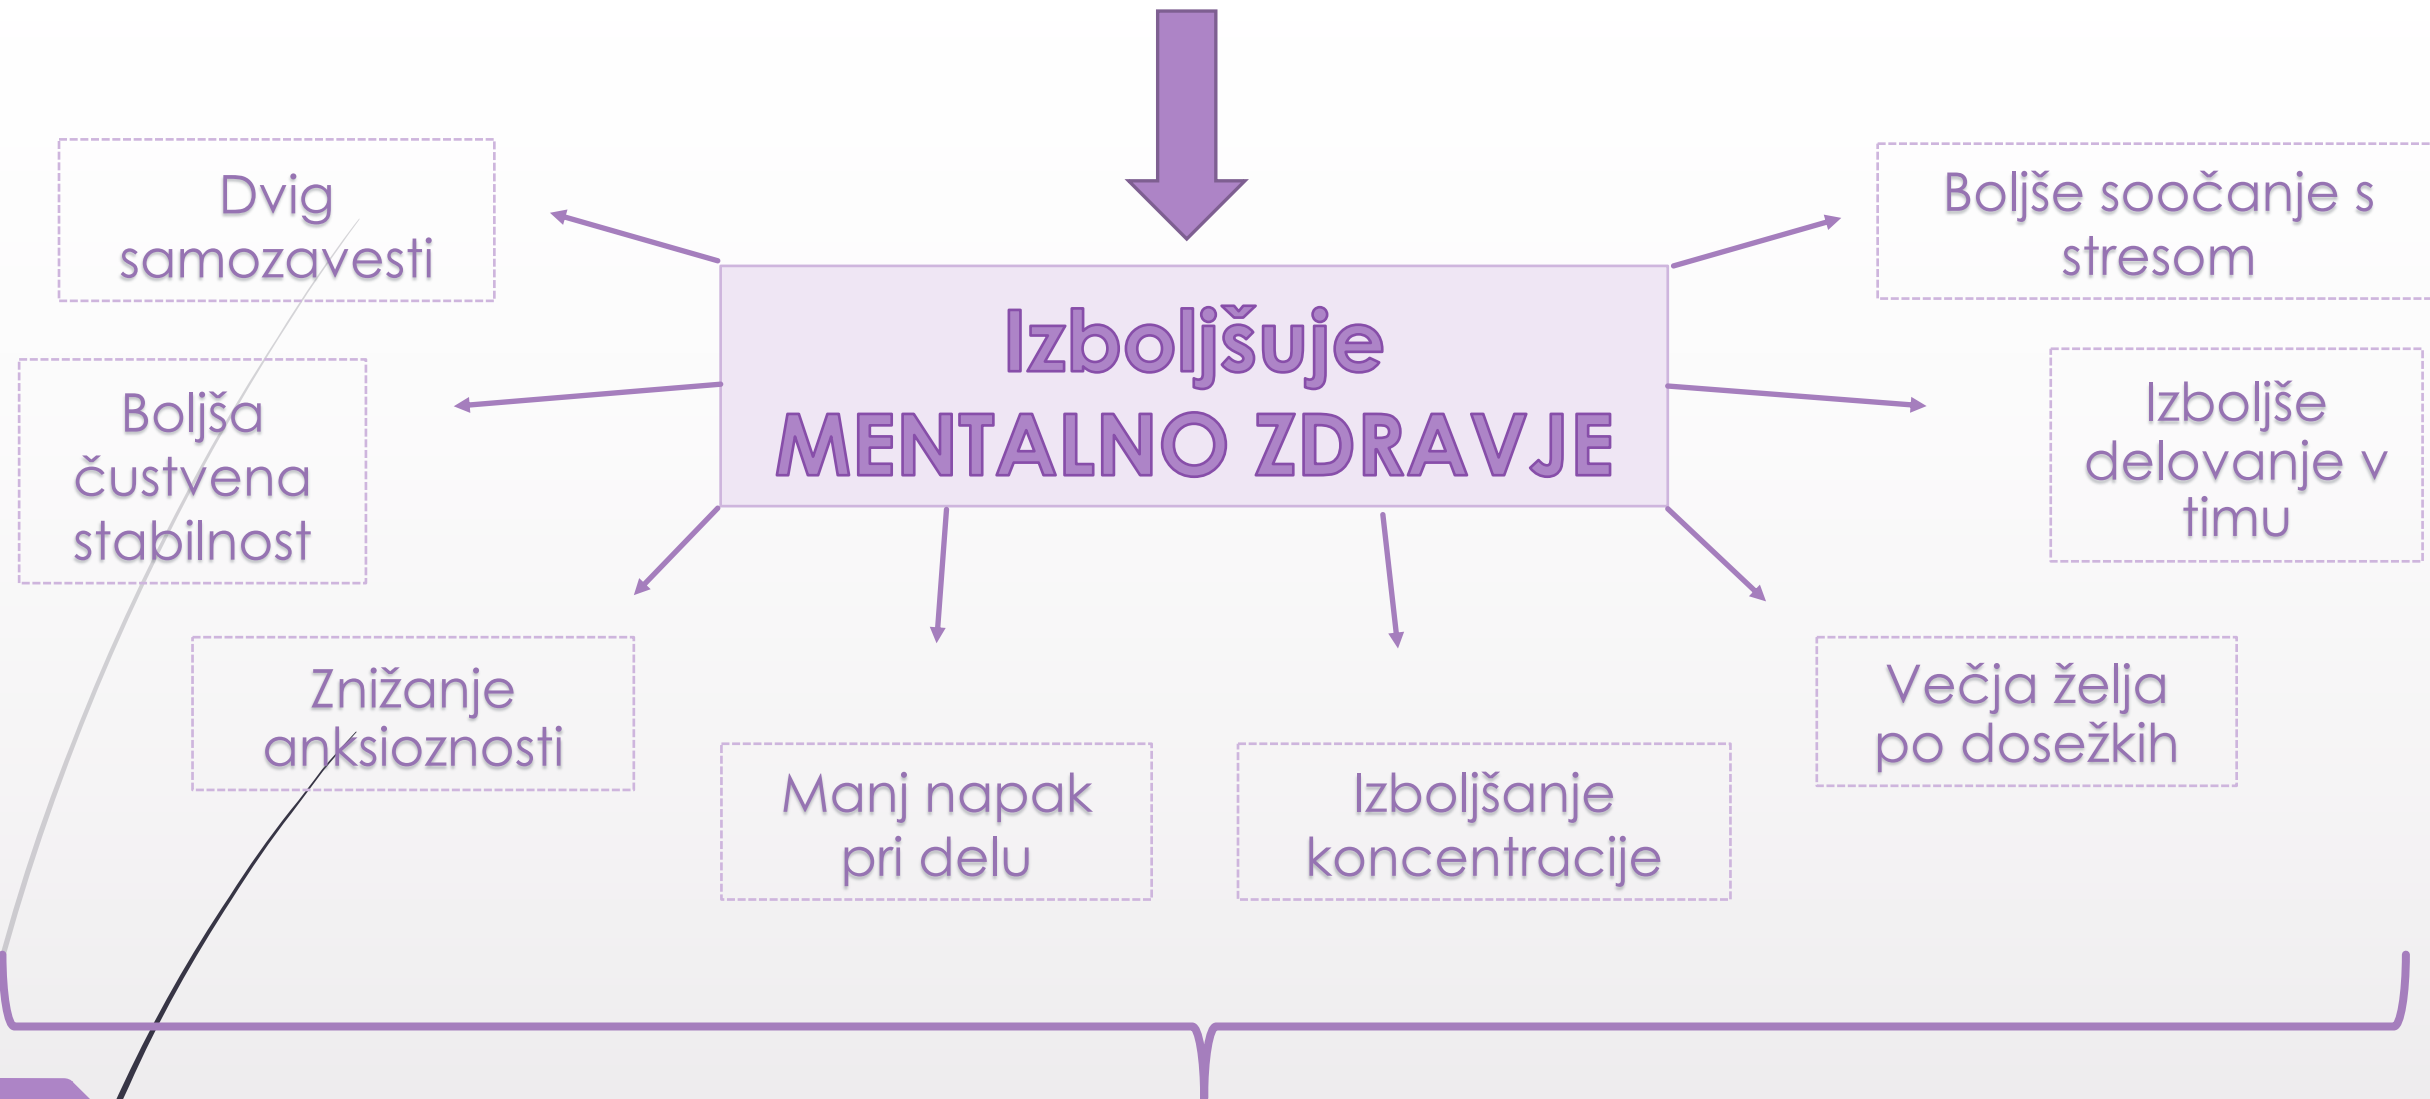 Dvig
samozavesti
Boljše soočanje s
stresom
Izboljšuje
MENTALNO ZDRAVJE
Boljša
čustvena
stabilnost
Izboljše
delovanje v
timu
Znižanje
anksioznosti
Manj napak
pri delu
Izboljšanje
koncentracije
Večja želja
po dosežkih